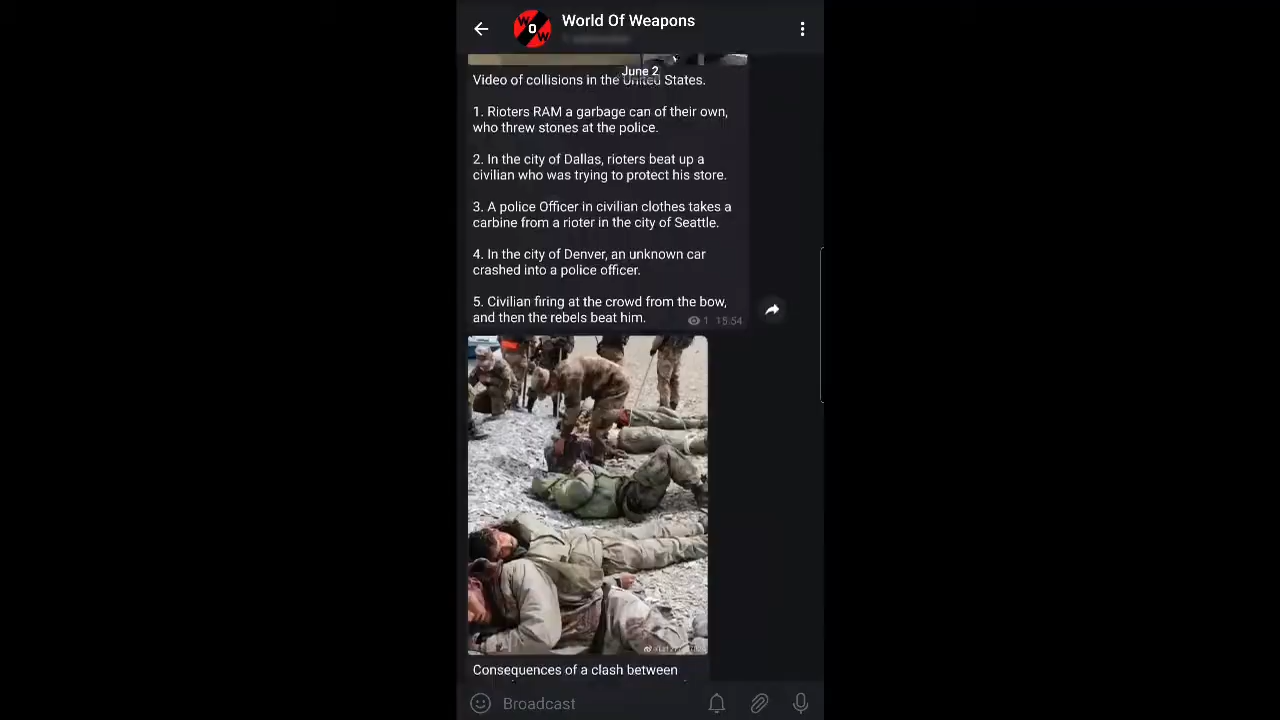 World Of Weapons
June 2
Video of collisions in the United States.
1. Rioters RAM a garbage can of their own,
who threw stones at the police.
2. In the city of Dallas, rioters beat up a
civilian who was trying to protect his store.
3. A police Officer in civilian clothes takes a
carbine from a rioter in the city of Seattle.
4. In the city of Denver, an unknown car
crashed into a police officer.
5. Civilian firing at the crowd from the bow,
and then the rebels beat him.
1 15:54
Consequences of a clash between
Broadcast